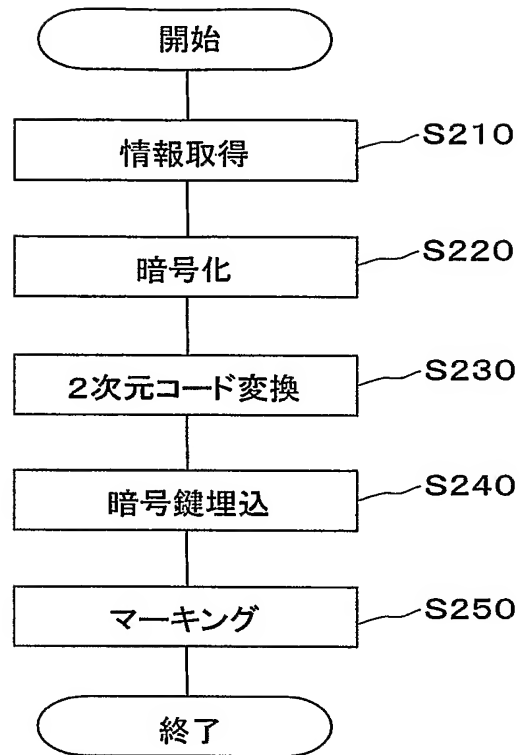 開始
情報取得 S210
暗号化 S220
2次元コード変換 S230
暗号鍵埋込 S240
マーキング S250
終了